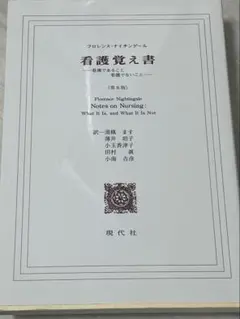 フロレンス・ナイチンゲール
看護覚え書
——看護であること
看護でないこと——
(第6版)
Florence Nightingale
Notes on Nursing:
What It Is, and What It Is Not
訳—湯槇 ます
薄井 坦子
小玉香津子
田村 眞
小南 吉彦
現代社